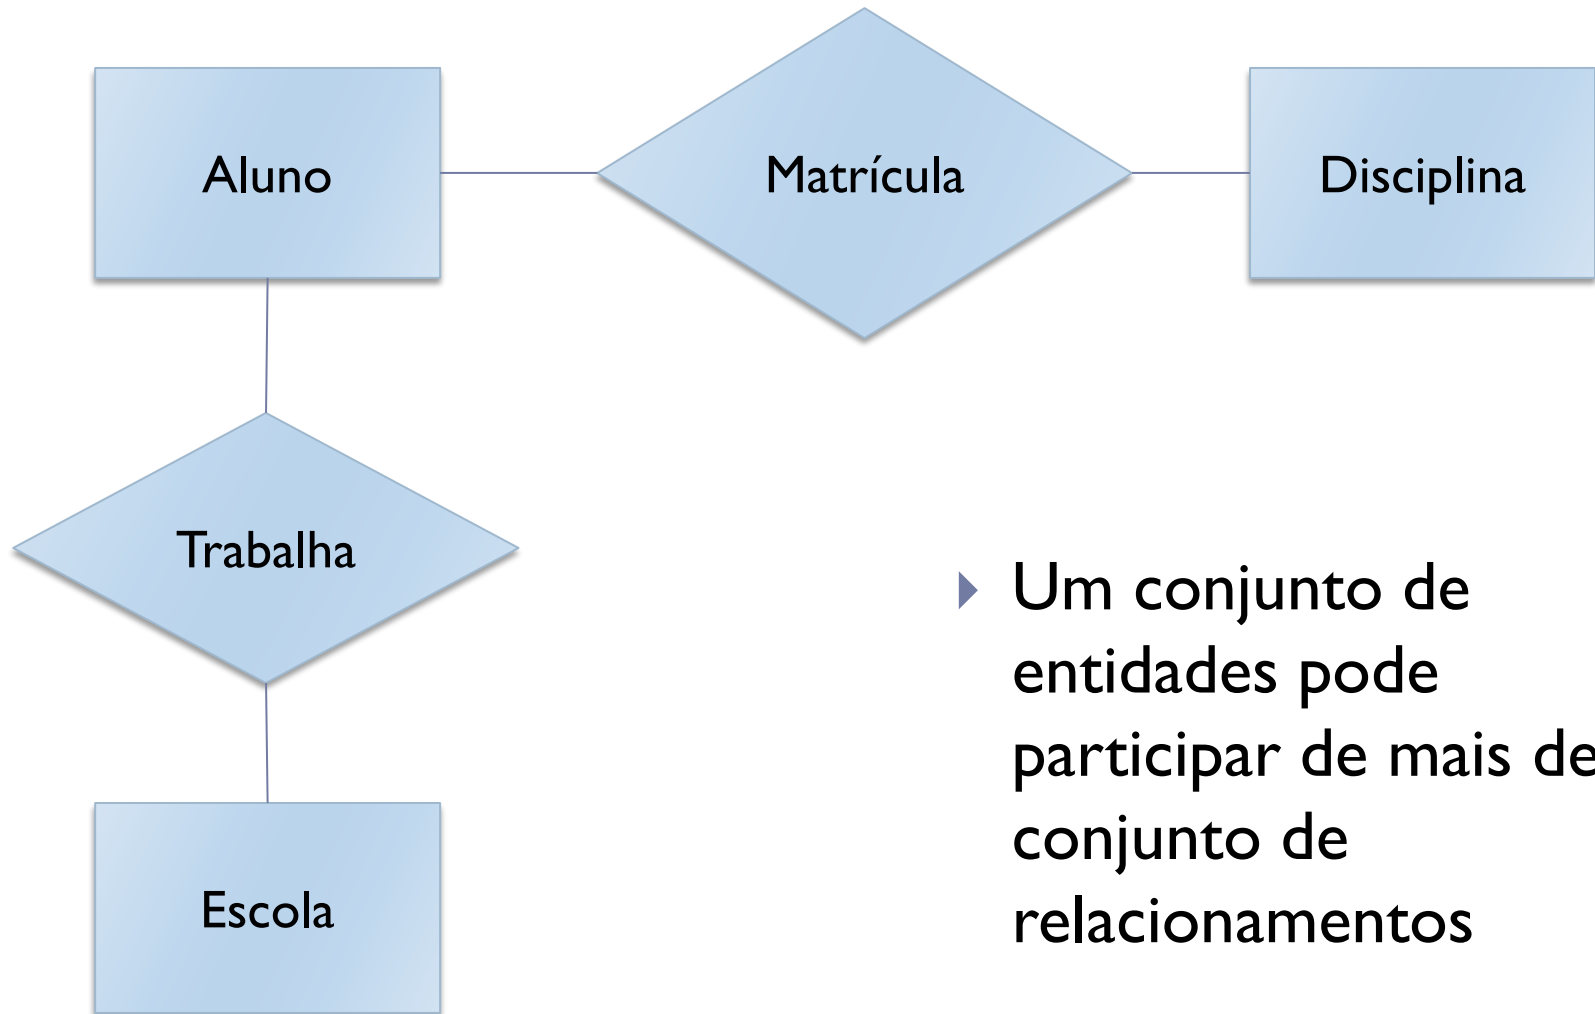 Aluno
Matrícula
Disciplina
Trabalha
Escola
Um conjunto de
entidades pode
participar de mais de
conjunto de
relacionamentos